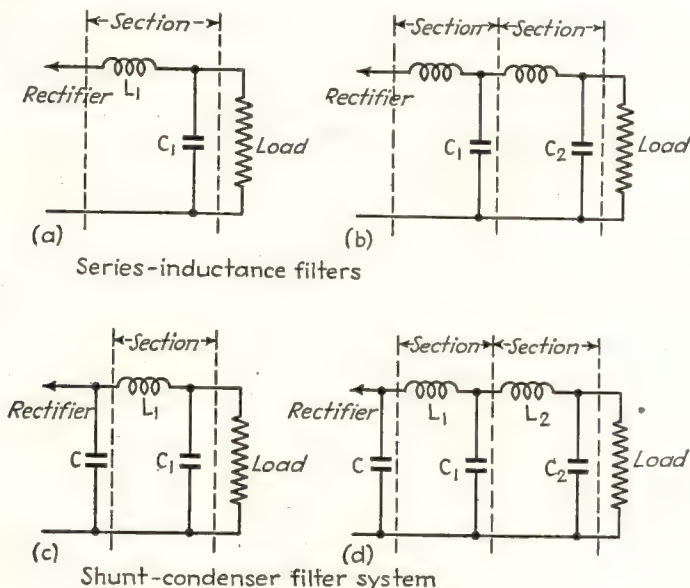 Section
Section Section
Rectifier L1
C1 Load
(a)
Rectifier
C1 C2 Load
(b)
Series-inductance filters
Section
Section Section
Rectifier L1
C C1 Load
(c)
Rectifier L1 L2
C C1 C2 Load
(d)
Shunt-condenser filter system